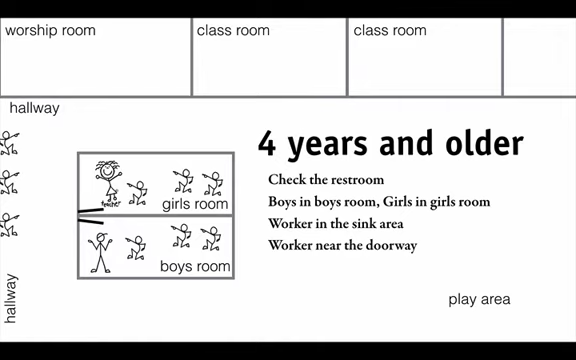 worship room
class room
class room
hallway
4 years and older
Check the restroom
Boys in boys room, Girls in girls room
Worker in the sink area
Worker near the doorway
girls room
boys room
hallway
play area